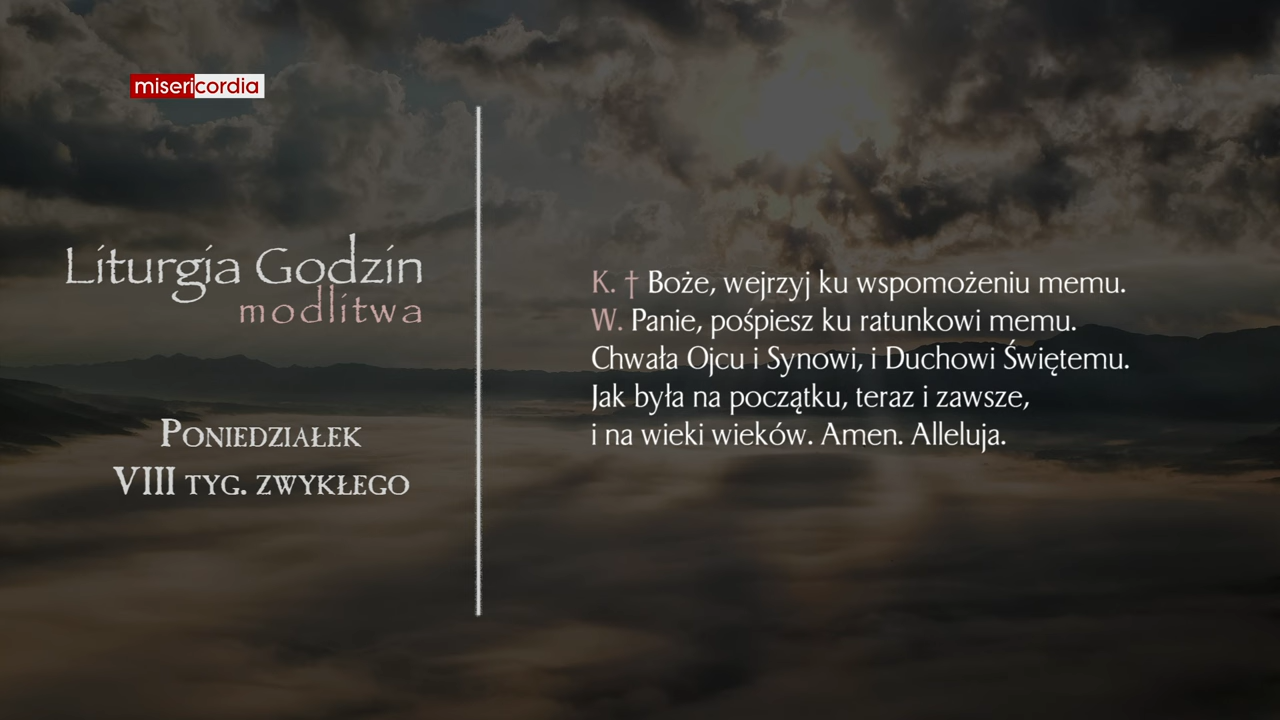 misericordia
Liturgia Godzin
modlitwa
Poniedziałek
VIII tyg. zwykłego
K. † Boże, wejrzyj ku wspomożeniu memu.
W. Panie, pośpiesz ku ratunkowi memu.
Chwała Ojcu i Synowi, i Duchowi Świętemu.
Jak była na początku, teraz i zawsze,
i na wieki wieków. Amen. Alleluja.